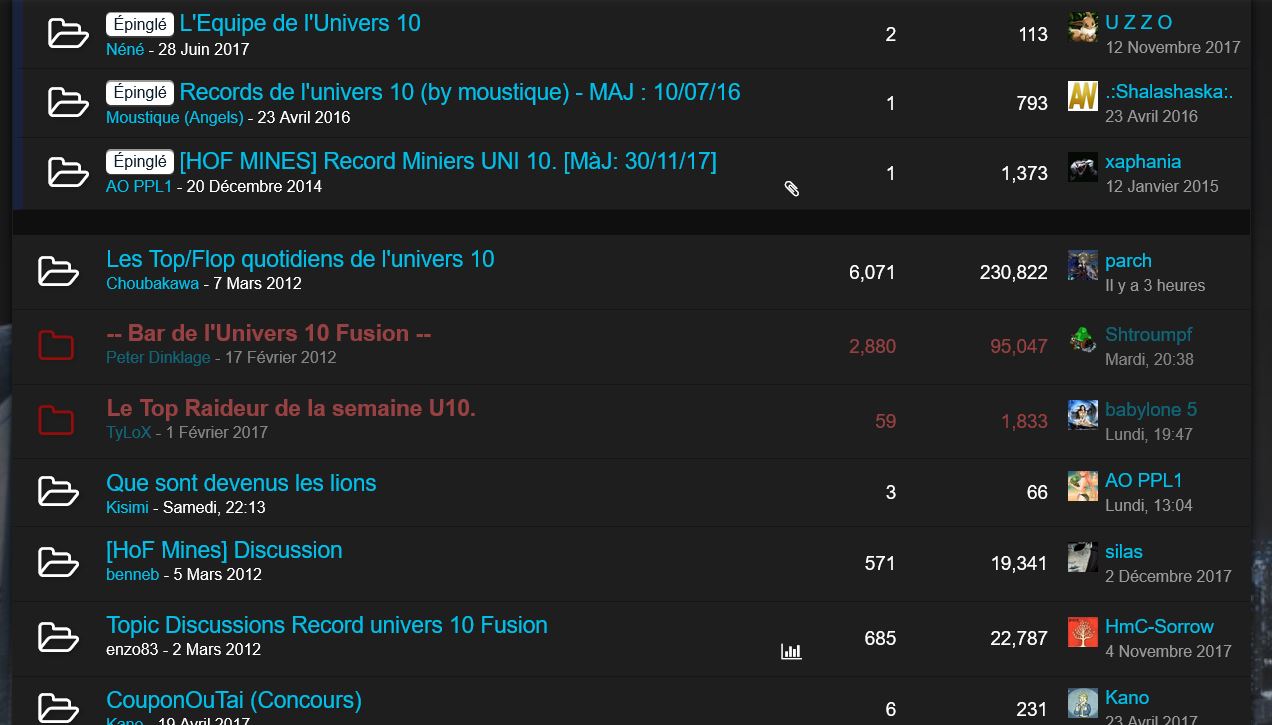 Épinglé L'Equipe de l'Univers 10 2 113 U Z Z O
Néné - 28 Juin 2017 12 Novembre 2017
Épinglé Records de l'univers 10 (by moustique) - MAJ : 10/07/16 1 793 .:Shalashaska:.
Moustique (Angels) - 23 Avril 2016 23 Avril 2016
Épinglé [HOF MINES] Record Miniers UNI 10. [MàJ: 30/11/17] 1 1,373 xaphania
AO PPL1 - 20 Décembre 2014 12 Janvier 2015
Les Top/Flop quotidiens de l'univers 10 6,071 230,822 parch
Choubakawa - 7 Mars 2012 Il y a 3 heures
-- Bar de l'Univers 10 Fusion -- 2,880 95,047 Shtroumpf
Peter Dinklage - 17 Février 2012 Mardi, 20:38
Le Top Raideur de la semaine U10. 59 1,833 babylone 5
TyLoX - 1 Février 2017 Lundi, 19:47
Que sont devenus les lions 3 66 AO PPL1
Kisimi - Samedi, 22:13 Lundi, 13:04
[HoF Mines] Discussion 571 19,341 silas
benneb - 5 Mars 2012 2 Décembre 2017
Topic Discussions Record univers 10 Fusion 685 22,787 HmC-Sorrow
enzo83 - 2 Mars 2012 4 Novembre 2017
CouponOuTai (Concours) 6 231 Kano
Kano - 19 Avril 2017 23 Avril 2017